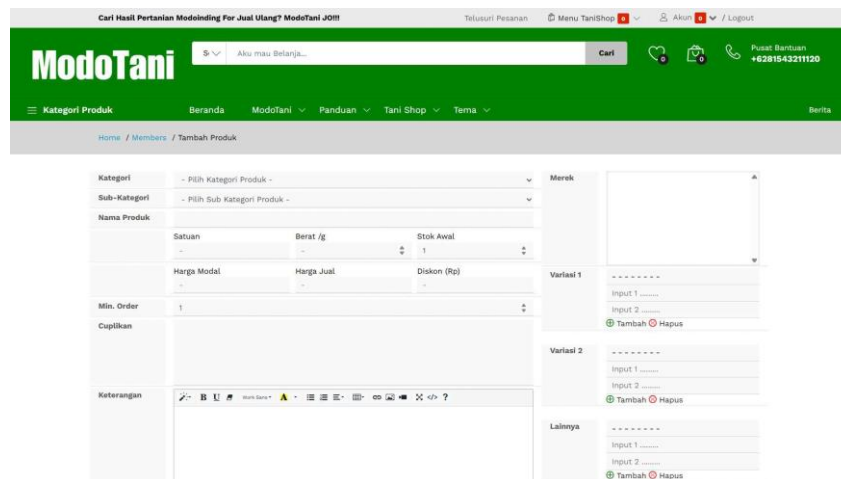 Cari Hasil Pertanian Modoinding For Jual Ulang? ModoTani JO!!!
Telusuri Pesanan
Menu TaniShop 0
Akun 0 / Logout
ModoTani
S
Aku mau Belanja...
Cari
0
0
Pusat Bantuan
+6281543211120
Kategori Produk
Beranda
ModoTani
Panduan
Tani Shop
Tema
Berita
Home / Members / Tambah Produk
Kategori
- Pilih Kategori Produk -
Sub-Kategori
- Pilih Sub Kategori Produk -
Nama Produk
Satuan
Berat /g
Stok Awal
-
-
1
Harga Modal
Harga Jual
Diskon (Rp)
-
-
-
Min. Order
1
Cuplikan
Keterangan
B U Work Sans A </> ?
Merek
Variasi 1
- - - - - - - -
Input 1 .........
Input 2 .........
Tambah Hapus
Variasi 2
- - - - - - - -
Input 1 .........
Input 2 .........
Tambah Hapus
Lainnya
- - - - - - - -
Input 1 .........
Input 2 .........
Tambah Hapus